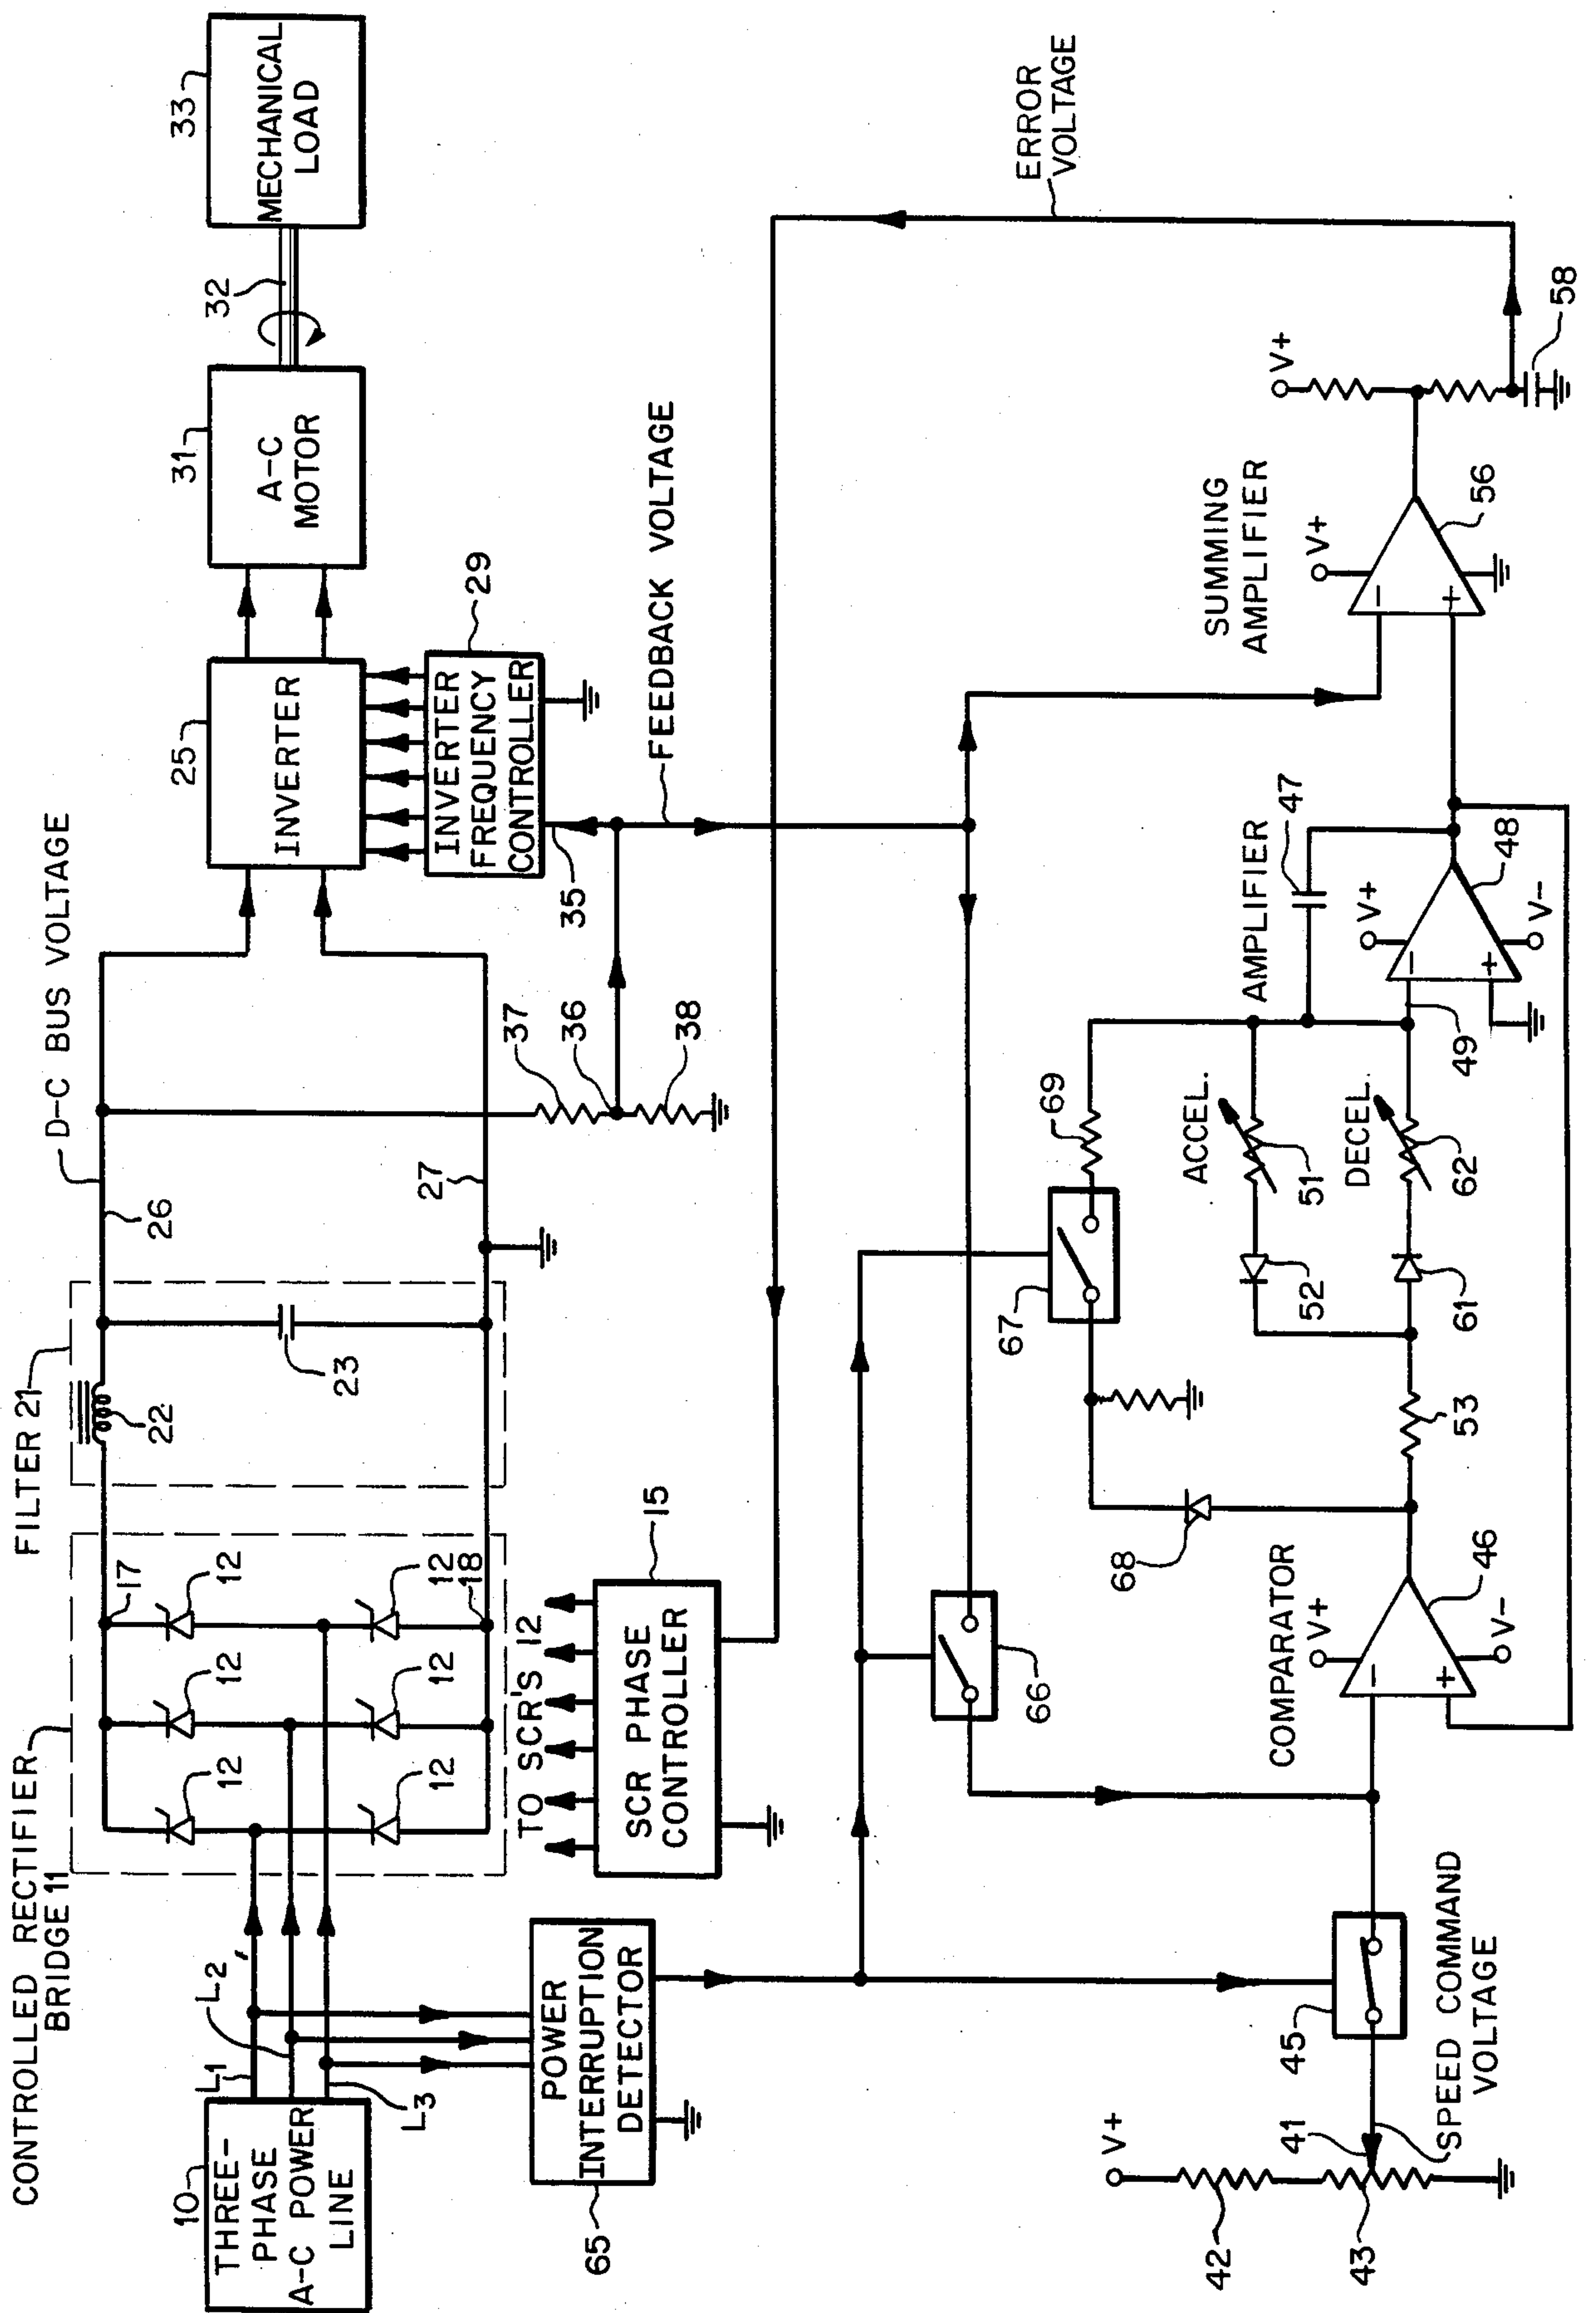 CONTROLLED RECTIFIER
BRIDGE 11
FILTER 21
D-C BUS VOLTAGE
10
THREE-
PHASE
A-C POWER
LINE
L1
L2
L3
12
12
12
12
12
12
17
18
22
23
26
27
25
INVERTER
31
A-C
MOTOR
32
33
MECHANICAL
LOAD
29
INVERTER
FREQUENCY
CONTROLLER
35
36
37
38
FEEDBACK VOLTAGE
TO SCR'S 12
15
SCR PHASE
CONTROLLER
65
POWER
INTERRUPTION
DETECTOR
ERROR
VOLTAGE
66
67
68
69
V+
42
43
41
SPEED COMMAND
VOLTAGE
45
COMPARATOR
V+
V-
-
+
46
53
ACCEL.
51
52
DECEL.
61
62
AMPLIFIER
47
V+
V-
-
+
48
49
SUMMING
AMPLIFIER
V+
-
+
56
V+
58